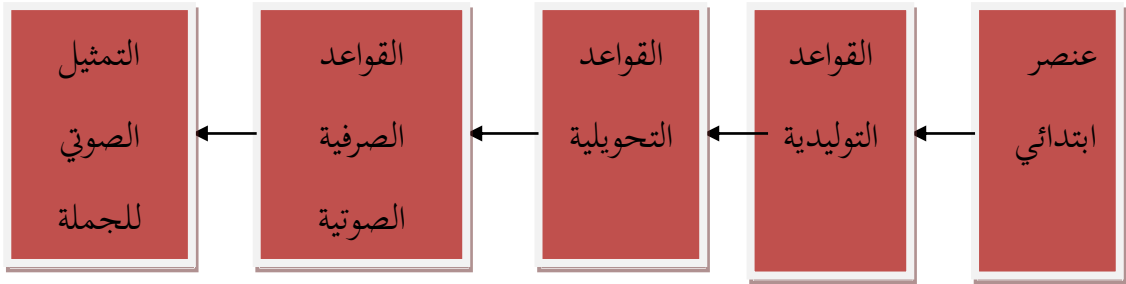 عنصر
ابتدائي
القواعد
التوليدية
القواعد
التحويلية
القواعد
الصرفية
الصوتية
التمثيل
الصوتي
للجملة